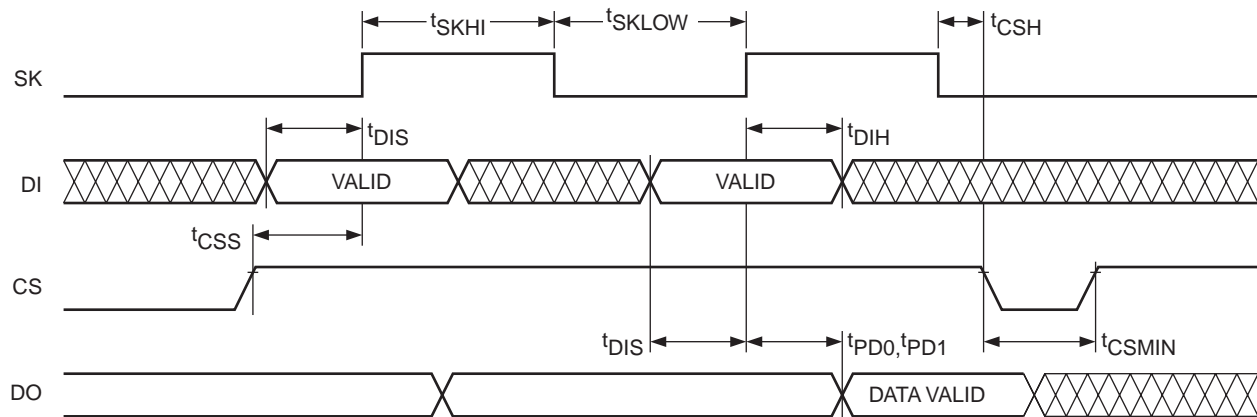 tSKHI tSKLOW tCSH
SK
tDIS tDIH
DI VALID VALID
tCSS
CS
tDIS tPD0,tPD1 tCSMIN
DO DATA VALID